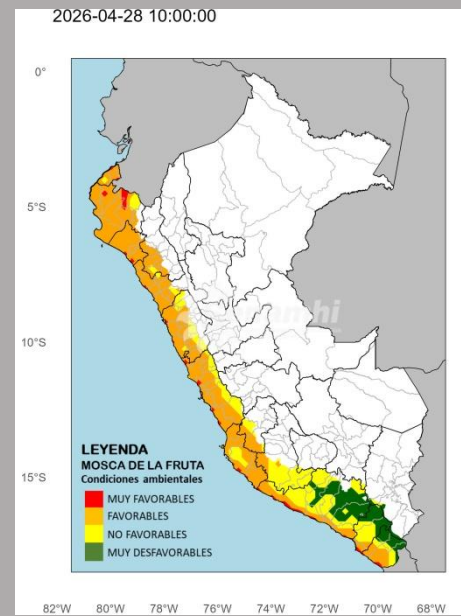 2026-04-28 10:00:00
0°
5°S
10°S
15°S
LEYENDA
MOSCA DE LA FRUTA
Condiciones ambientales
MUY FAVORABLES
FAVORABLES
NO FAVORABLES
MUY DESFAVORABLES
82°W 80°W 78°W 76°W 74°W 72°W 70°W 68°W